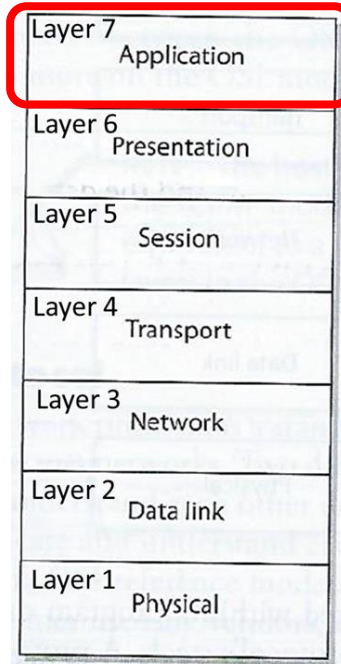 Layer 7
Application
Layer 6
Presentation
Layer 5
Session
Layer 4
Transport
Layer 3
Network
Layer 2
Data link
Layer 1
Physical